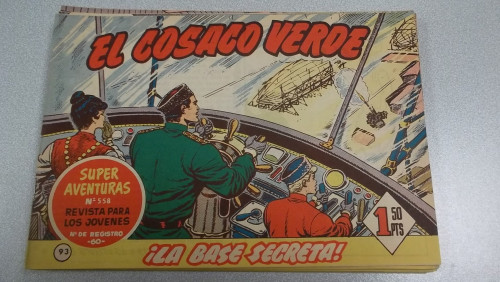 EL COSACO VERDE
SUPER
AVENTURAS
Nº 558
REVISTA PARA
LOS JOVENES
Nº DE REGISTRO
-60-
1.50
PTS
93
¡LA BASE SECRETA!